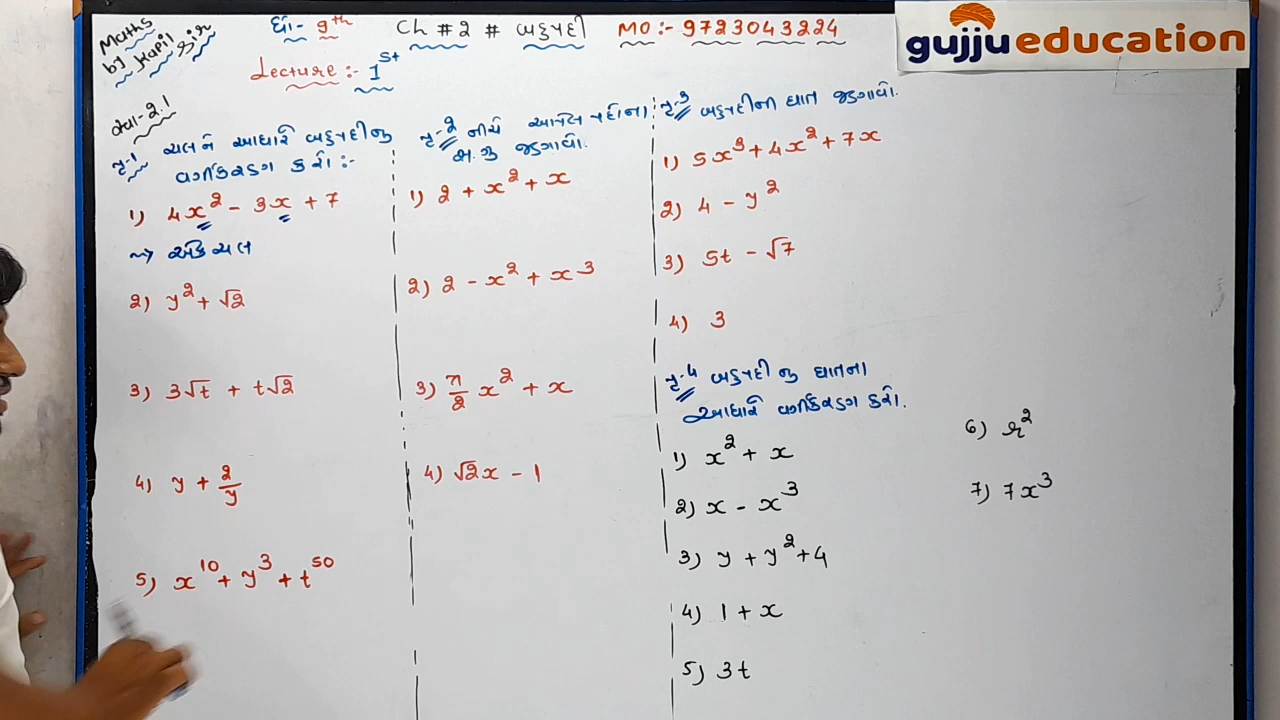 Maths
by Kapil Sir
ધો- 9th
Ch #2 # બહુપદી
MO:- 9723043224
gujjueducation
Lecture:- 1st
સ્વા-2.1
પ્ર-1 ચલને આધારે બહુપદીનું
વર્ગીકરણ કરો :-
1) 4x² - 3x + 7
~> એક ચલ
2) y² + √2
3) 3√t + t√2
4) y + 2/y
5) x¹⁰ + y³ + t⁵⁰
પ્ર-2 નીચે આપેલ પદોના
સ.ગુ જણાવો.
1) 2 + x² + x
2) 2 - x² + x³
3) π/2 x² + x
4) √2x - 1
પ્ર-3 બહુપદીની ઘાત જણાવો.
1) 5x³ + 4x² + 7x
2) 4 - y²
3) 5t - √7
4) 3
પ્ર-4 બહુપદીનું ઘાતના
આધારે વર્ગીકરણ કરો.
1) x² + x
2) x - x³
3) y + y² + 4
4) 1 + x
5) 3t
6) r²
7) 7x³